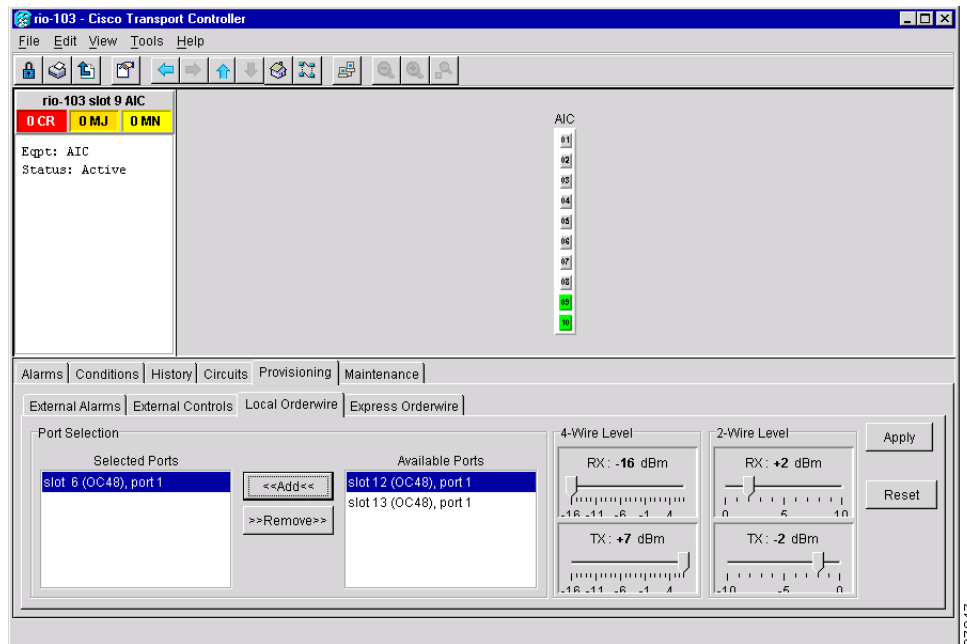 rio-103 - Cisco Transport Controller
File Edit View Tools Help
rio-103 slot 9 AIC
0 CR 0 MJ 0 MN
Eqpt: AIC
Status: Active
AIC
01
02
03
04
05
06
07
08
09
10
Alarms Conditions History Circuits Provisioning Maintenance
External Alarms External Controls Local Orderwire Express Orderwire
Port Selection
Selected Ports
slot 6 (OC48), port 1
<<Add<<
>>Remove>>
Available Ports
slot 12 (OC48), port 1
slot 13 (OC48), port 1
4-Wire Level
RX: -16 dBm
-16 -11 -6 -1 4
TX: +7 dBm
-16 -11 -6 -1 4
2-Wire Level
RX: +2 dBm
0 5 10
TX: -2 dBm
-10 -5 0
Apply
Reset